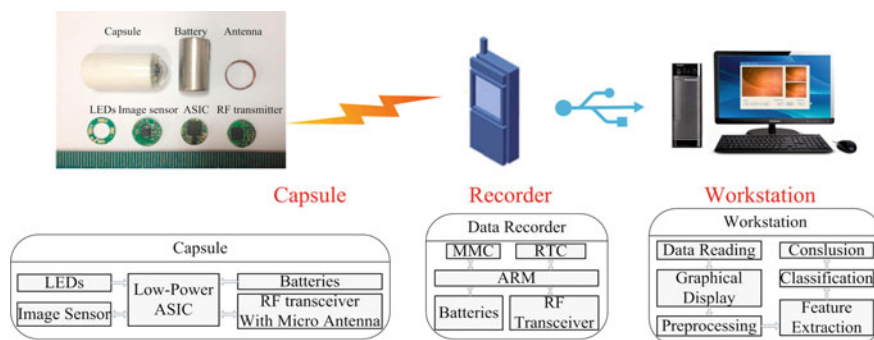 Capsule Battery Antenna
LEDs Image sensor ASIC RF transmitter
Capsule Recorder Workstation
Capsule
LEDs
Image Sensor
Low-Power
ASIC
Batteries
RF transceiver
With Micro Antenna
Data Recorder
MMC
RTC
ARM
Batteries
RF
Transceiver
Workstation
Data Reading
Graphical
Display
Preprocessing
Conslusion
Classification
Feature
Extraction